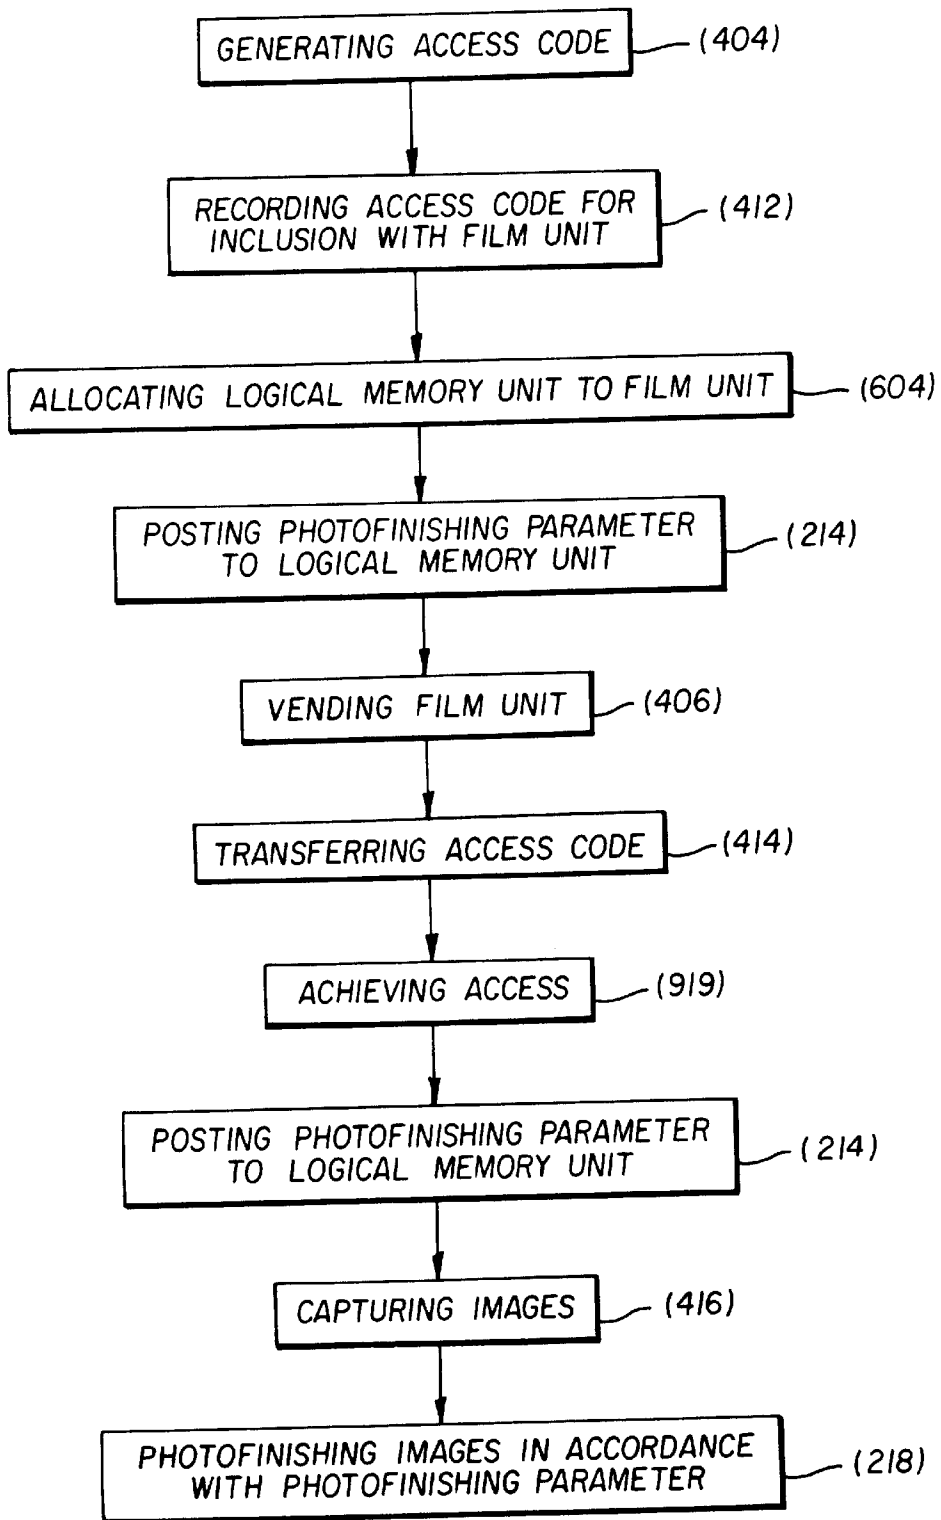 GENERATING ACCESS CODE (404)
RECORDING ACCESS CODE FOR
INCLUSION WITH FILM UNIT (412)
ALLOCATING LOGICAL MEMORY UNIT TO FILM UNIT (604)
POSTING PHOTOFINISHING PARAMETER
TO LOGICAL MEMORY UNIT (214)
VENDING FILM UNIT (406)
TRANSFERRING ACCESS CODE (414)
ACHIEVING ACCESS (919)
POSTING PHOTOFINISHING PARAMETER
TO LOGICAL MEMORY UNIT (214)
CAPTURING IMAGES (416)
PHOTOFINISHING IMAGES IN ACCORDANCE
WITH PHOTOFINISHING PARAMETER (218)